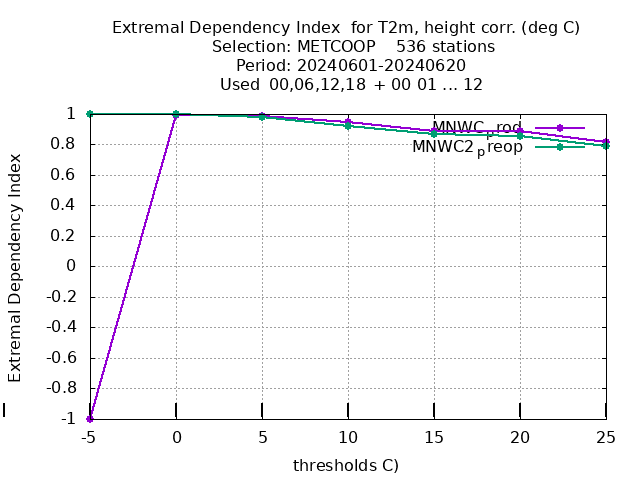 Extremal Dependency Index  for T2m, height corr. (deg C)
Selection: METCOOP    536 stations
Period: 20240601-20240620
Used  00,06,12,18 + 00 01 ... 12
MNWC_prod
MNWC2_preop
Extremal Dependency Index
1
0.8
0.6
0.4
0.2
0
-0.2
-0.4
-0.6
-0.8
-1
-5 0 5 10 15 20 25
thresholds C)